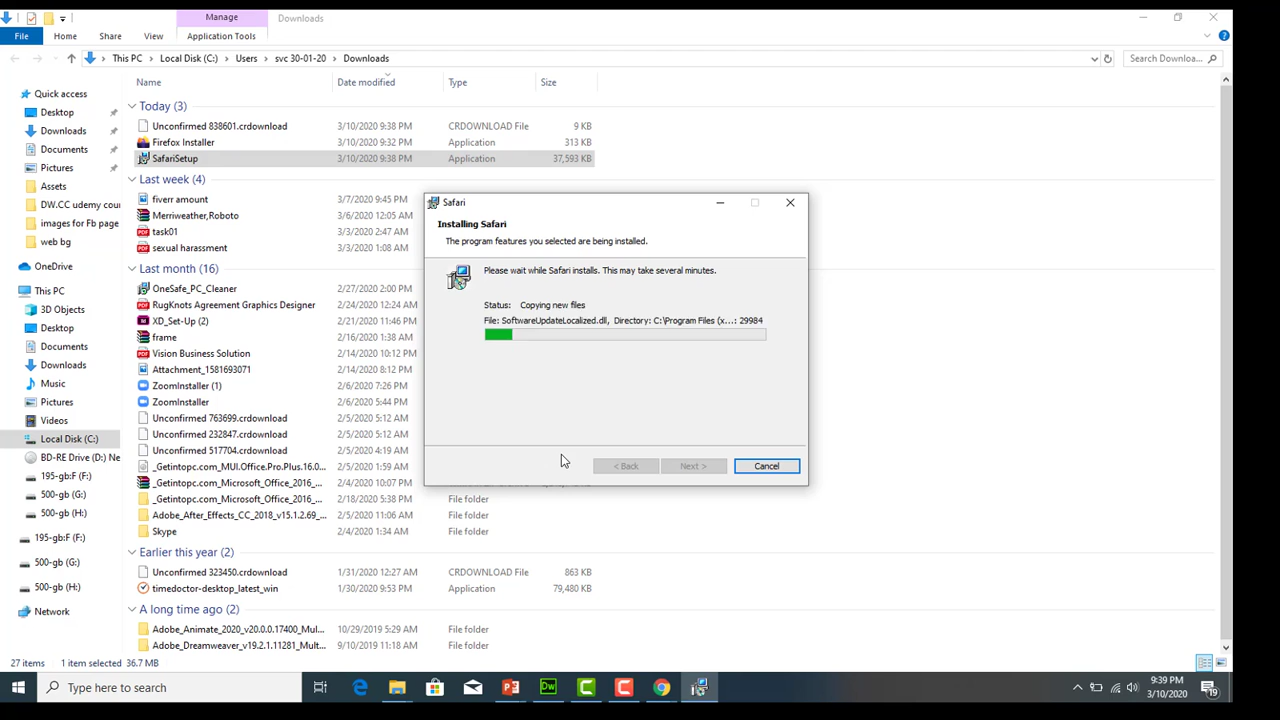 Manage
Downloads
File
Home
Share
View
Application Tools
This PC
Local Disk (C:)
Users
svc 30-01-20
Downloads
Search Downloa...
Name
Date modified
Type
Size
Quick access
Desktop
Downloads
Documents
Pictures
Assets
DW.CC udemy cou
images for Fb page
web bg
OneDrive
This PC
3D Objects
Desktop
Documents
Downloads
Music
Pictures
Videos
Local Disk (C:)
BD-RE Drive (D:) Ne
195-gb:F (F:)
500-gb (G:)
500-gb (H:)
195-gb:F (F:)
500-gb (G:)
500-gb (H:)
Network
Today (3)
Unconfirmed 838601.crdownload 3/10/2020 9:38 PM CRDOWNLOAD File 9 KB
Firefox Installer 3/10/2020 9:32 PM Application 313 KB
SafariSetup 3/10/2020 9:38 PM Application 37,593 KB
Last week (4)
fiverr amount 3/7/2020 9:45 PM
Merriweather,Roboto 3/6/2020 12:05 AM
task01 3/3/2020 2:47 AM
sexual harassment 3/3/2020 1:08 AM
Last month (16)
OneSafe_PC_Cleaner 2/27/2020 2:00 PM
RugKnots Agreement Graphics Designer 2/24/2020 12:24 AM
XD_Set-Up (2) 2/21/2020 11:46 PM
frame 2/16/2020 1:38 AM
Vision Business Solution 2/14/2020 10:12 PM
Attachment_1581693071 2/14/2020 8:12 PM
ZoomInstaller (1) 2/6/2020 7:26 PM
ZoomInstaller 2/6/2020 5:44 PM
Unconfirmed 763699.crdownload 2/5/2020 5:12 AM
Unconfirmed 232847.crdownload 2/5/2020 5:12 AM
Unconfirmed 517704.crdownload 2/5/2020 4:19 AM
_Getintopc.com_MUI.Office.Pro.Plus.16.0... 2/5/2020 1:59 AM
_Getintopc.com_Microsoft_Office_2016_... 2/4/2020 10:07 PM
_Getintopc.com_Microsoft_Office_2016_... 2/18/2020 5:38 PM File folder
Adobe_After_Effects_CC_2018_v15.1.2.69_... 2/5/2020 11:06 AM File folder
Skype 2/4/2020 1:34 AM File folder
Earlier this year (2)
Unconfirmed 323450.crdownload 1/31/2020 12:27 AM CRDOWNLOAD File 863 KB
timedoctor-desktop_latest_win 1/30/2020 9:53 PM Application 79,480 KB
A long time ago (2)
Adobe_Animate_2020_v20.0.0.17400_Mul... 10/29/2019 5:29 AM File folder
Adobe_Dreamweaver_v19.2.1.11281_Mult... 9/10/2019 11:18 AM File folder
Safari
Installing Safari
The program features you selected are being installed.
Please wait while Safari installs. This may take several minutes.
Status: Copying new files
File: SoftwareUpdateLocalized.dll, Directory: C:\Program Files (x...: 29984
< Back
Next >
Cancel
27 items
1 item selected 36.7 MB
Type here to search
Dw
9:39 PM
3/10/2020
19